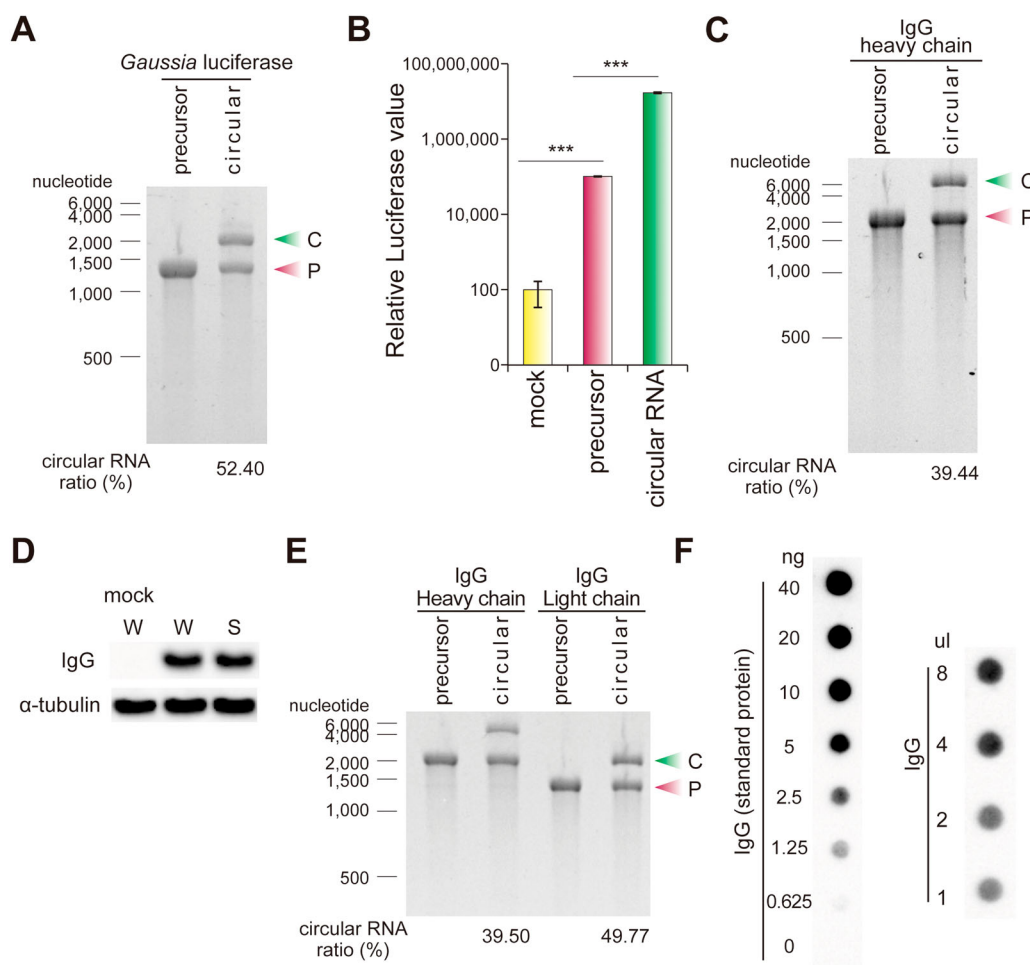 A
Gaussia luciferase
precursor
circular
nucleotide
6,000
4,000
2,000
1,500
1,000
500
C
P
circular RNA
ratio (%)
52.40
B
Relative Luciferase value
100,000,000
1,000,000
10,000
100
0
***
***
mock
precursor
circular RNA
C
IgG
heavy chain
precursor
circular
nucleotide
6,000
4,000
2,000
1,500
1,000
500
C
P
circular RNA
ratio (%)
39.44
D
mock
W W S
IgG
α-tubulin
E
IgG
Heavy chain
IgG
Light chain
precursor
circular
precursor
circular
nucleotide
6,000
4,000
2,000
1,500
1,000
500
C
P
circular RNA
ratio (%)
39.50
49.77
F
ng
IgG (standard protein)
40
20
10
5
2.5
1.25
0.625
0
ul
IgG
8
4
2
1